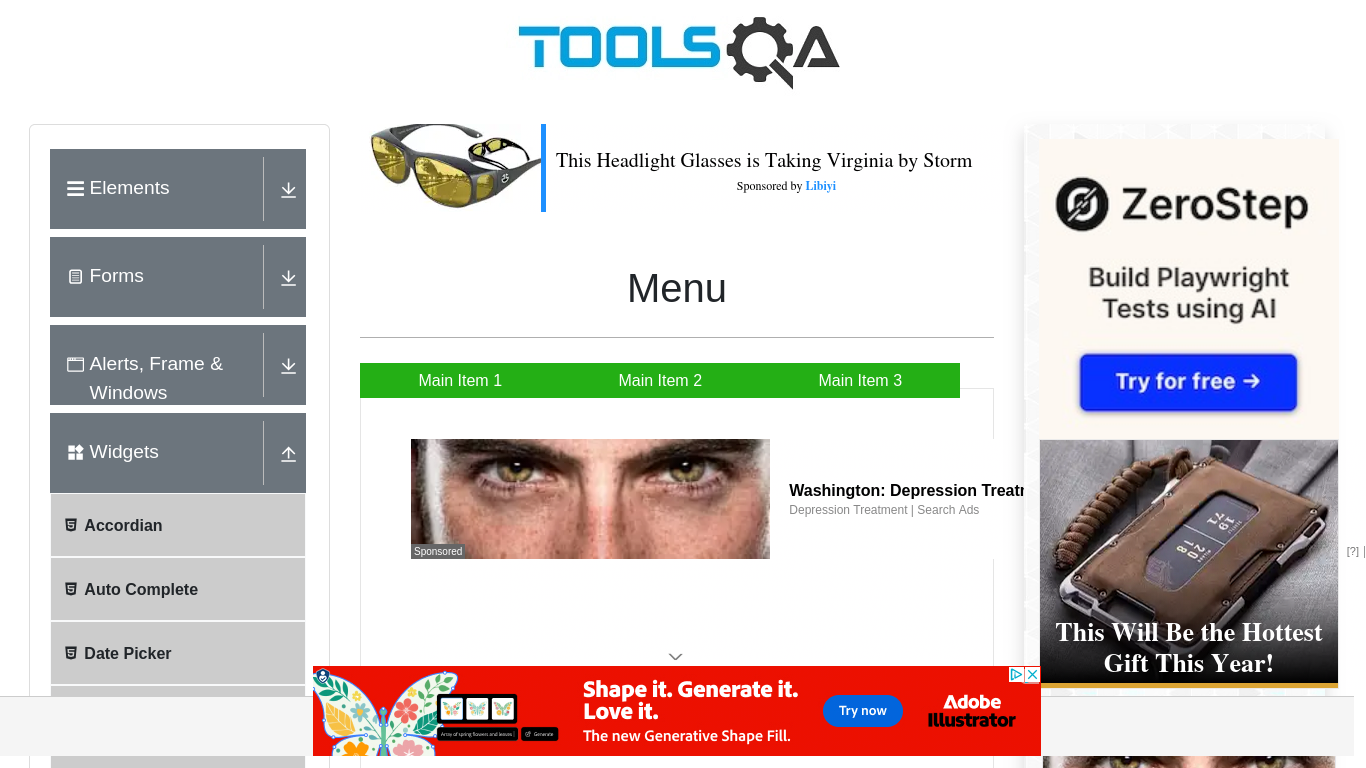 TOOLSQA
Elements
Forms
Alerts, Frame &
Windows
Widgets
Accordian
Auto Complete
Date Picker
This Headlight Glasses is Taking Virginia by Storm
Sponsored by Libiyi
Menu
Main Item 1
Main Item 2
Main Item 3
Washington: Depression Treatr
Depression Treatment | Search Ads
Sponsored
ZeroStep
Build Playwright
Tests using AI
Try for free →
[?]
This Will Be the Hottest
Gift This Year!
Shape it. Generate it.
Love it.
The new Generative Shape Fill.
Array of spring flowers and leaves
Generate
Try now
Adobe
Illustrator